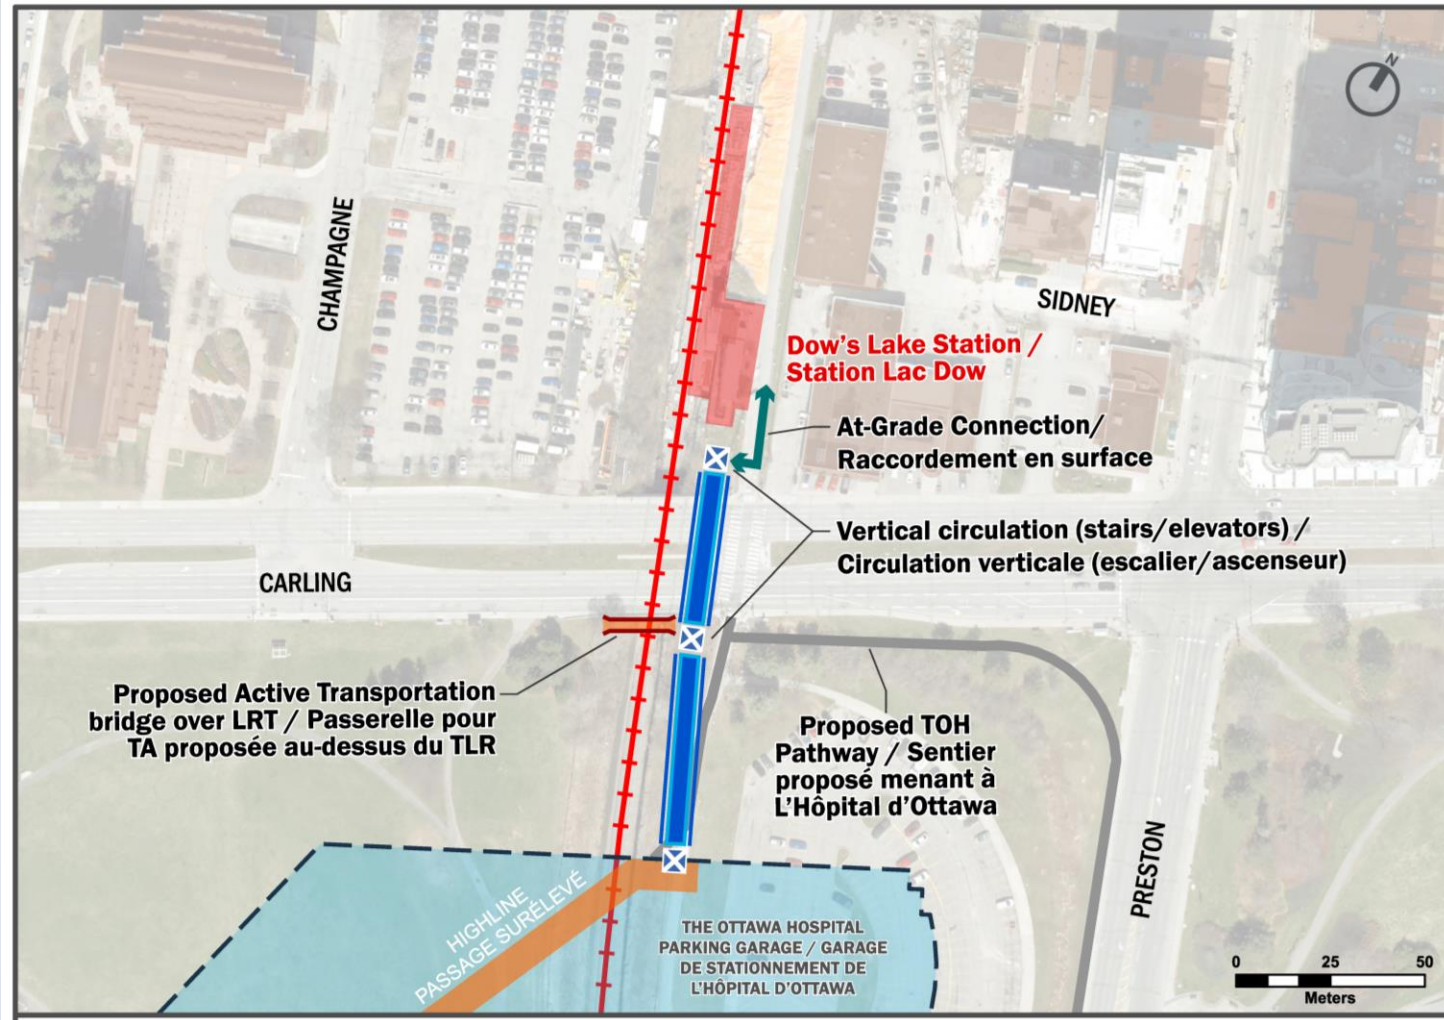 N
CHAMPAGNE
SIDNEY
Dow's Lake Station /
Station Lac Dow
At-Grade Connection/
Raccordement en surface
Vertical circulation (stairs/elevators) /
Circulation verticale (escalier/ascenseur)
CARLING
Proposed Active Transportation
bridge over LRT / Passerelle pour
TA proposée au-dessus du TLR
Proposed TOH
Pathway / Sentier
proposé menant à
L'Hôpital d'Ottawa
PRESTON
HIGHLINE
PASSAGE SURÉLEVÉ
THE OTTAWA HOSPITAL
PARKING GARAGE / GARAGE
DE STATIONNEMENT DE
L'HÔPITAL D'OTTAWA
0 25 50
Meters